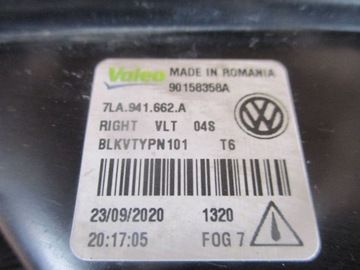 Valeo MADE IN ROMANIA
90158358A
7LA.941.662.A
RIGHT VLT 04S
BLKVTYPN101 T6
23/09/2020 1320
20:17:05 FOG 7